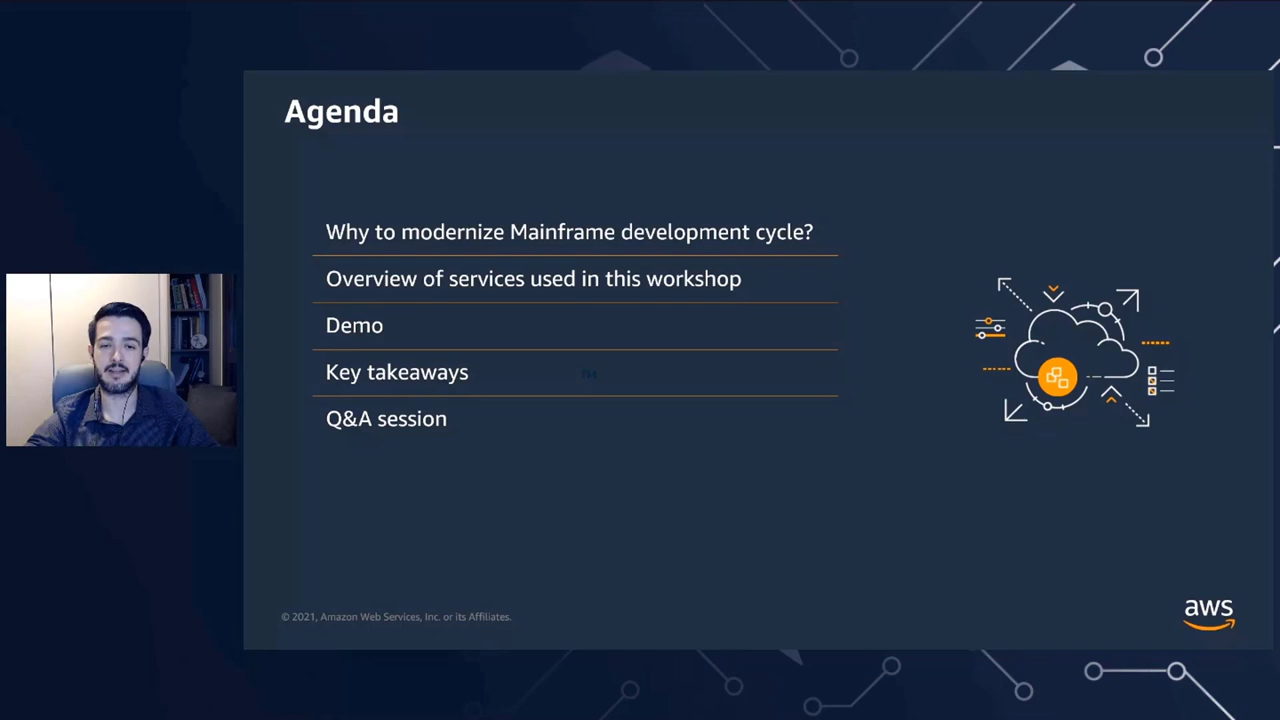 Agenda
Why to modernize Mainframe development cycle?
Overview of services used in this workshop
Demo
Key takeaways
Q&A session
© 2021, Amazon Web Services, Inc. or its Affiliates.
aws